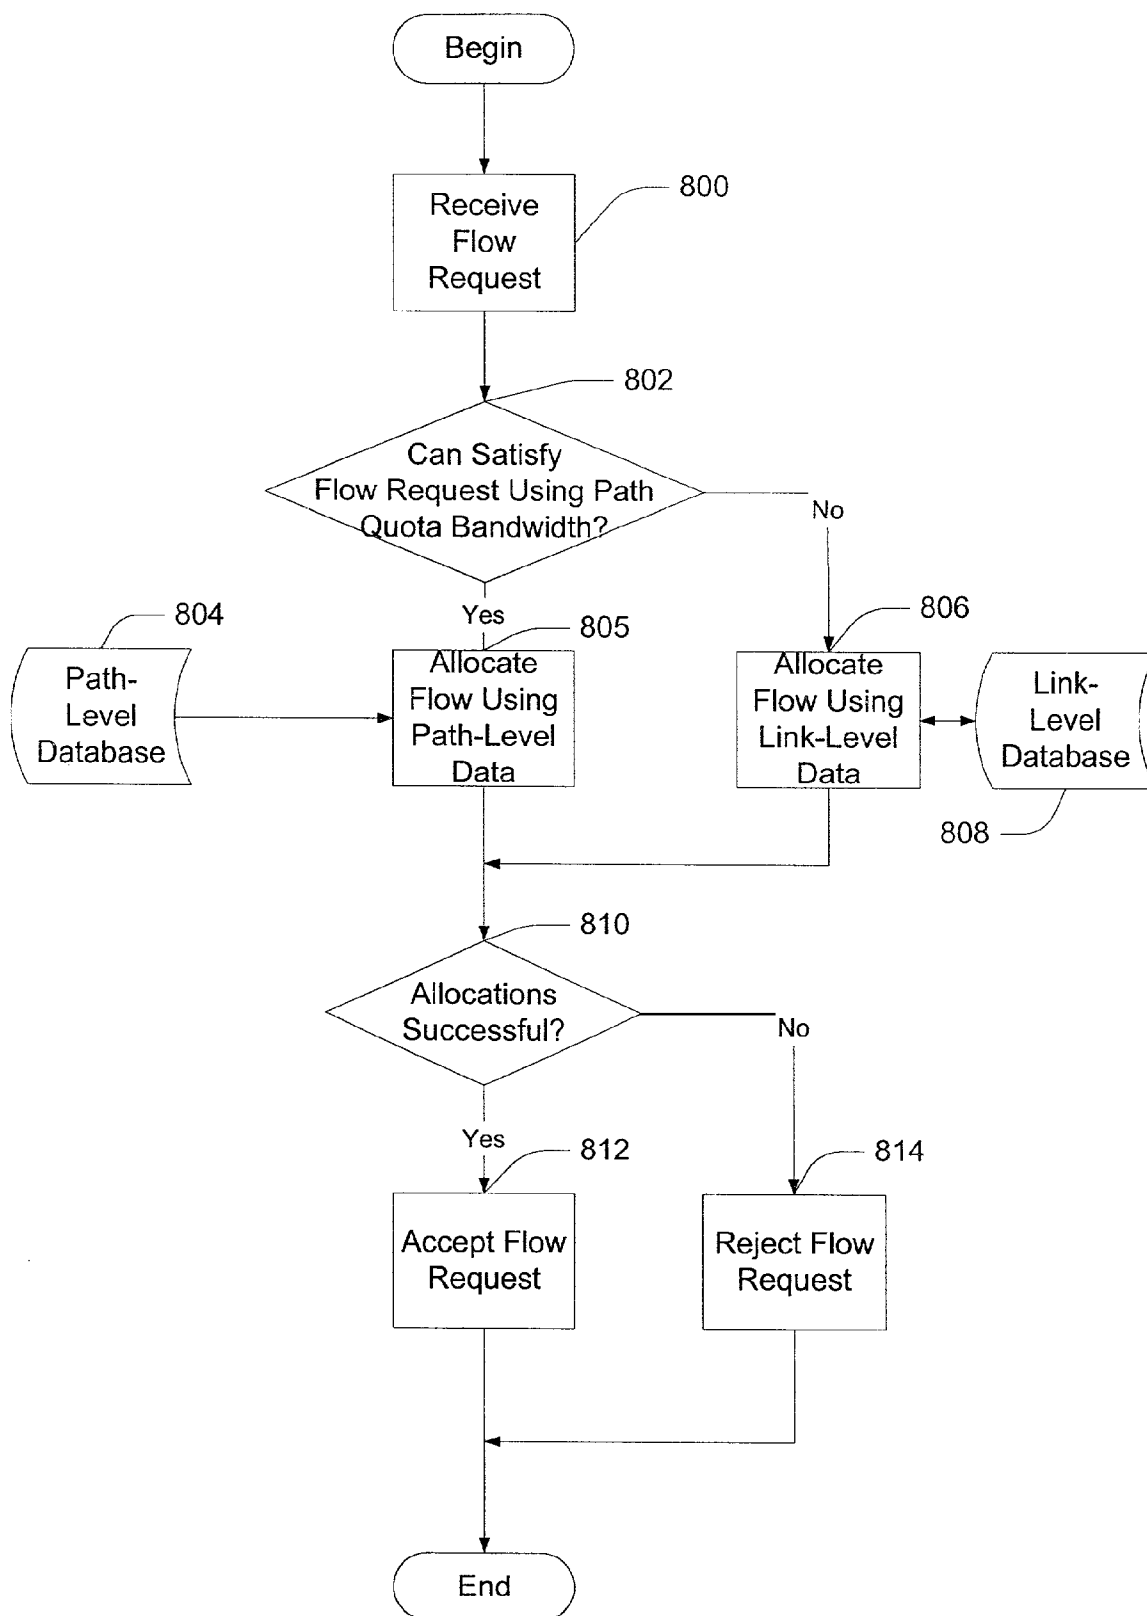 Begin
800
Receive
Flow
Request
802
Can Satisfy
Flow Request Using Path
Quota Bandwidth?
No
Yes
804
Path-
Level
Database
805
Allocate
Flow Using
Path-Level
Data
806
Allocate
Flow Using
Link-Level
Data
Link-
Level
Database
808
810
Allocations
Successful?
No
Yes
812
Accept Flow
Request
814
Reject Flow
Request
End